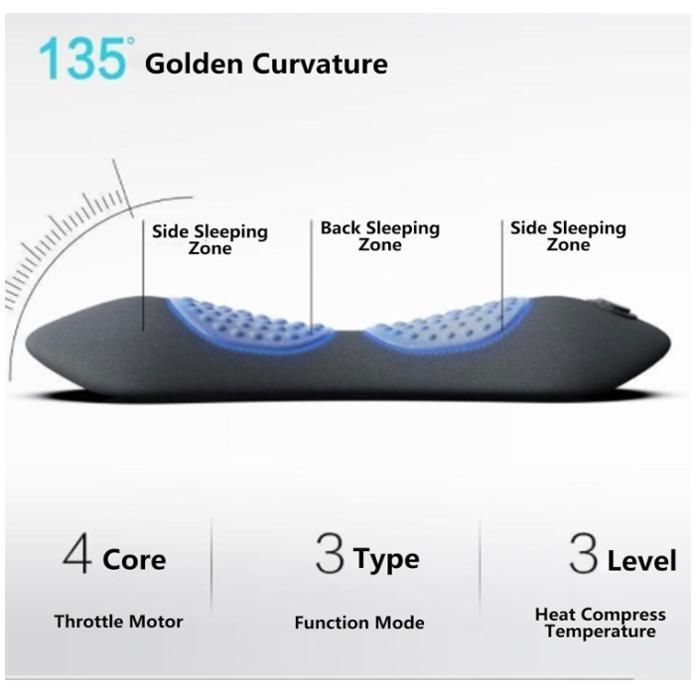 135° Golden Curvature
Side Sleeping
Zone
Back Sleeping
Zone
Side Sleeping
Zone
4 Core
3 Type
3 Level
Throttle Motor
Function Mode
Heat Compress
Temperature